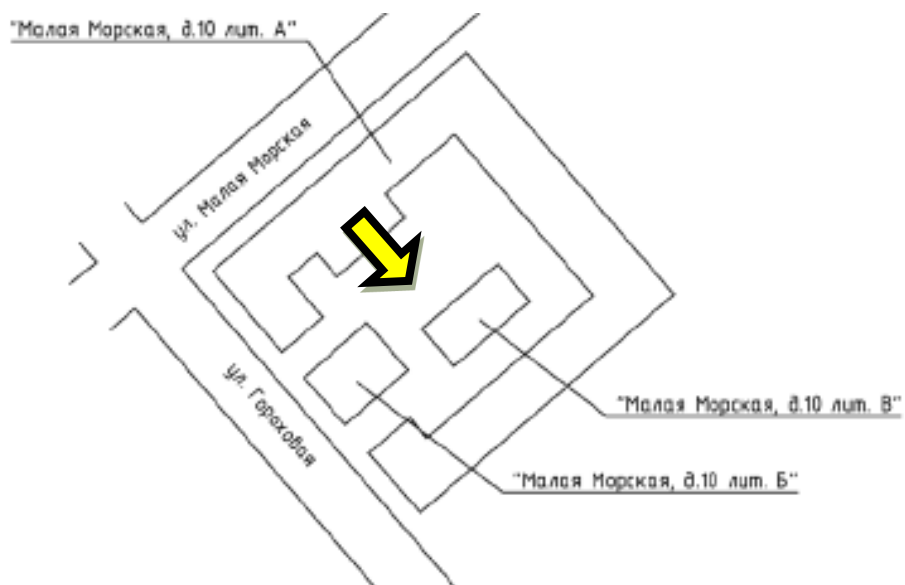 "Малая Морская, д.10 лит. А"
ул. Малая Морская
ул. Гороховая
"Малая Морская, д.10 лит. В"
"Малая Морская, д.10 лит. Б"